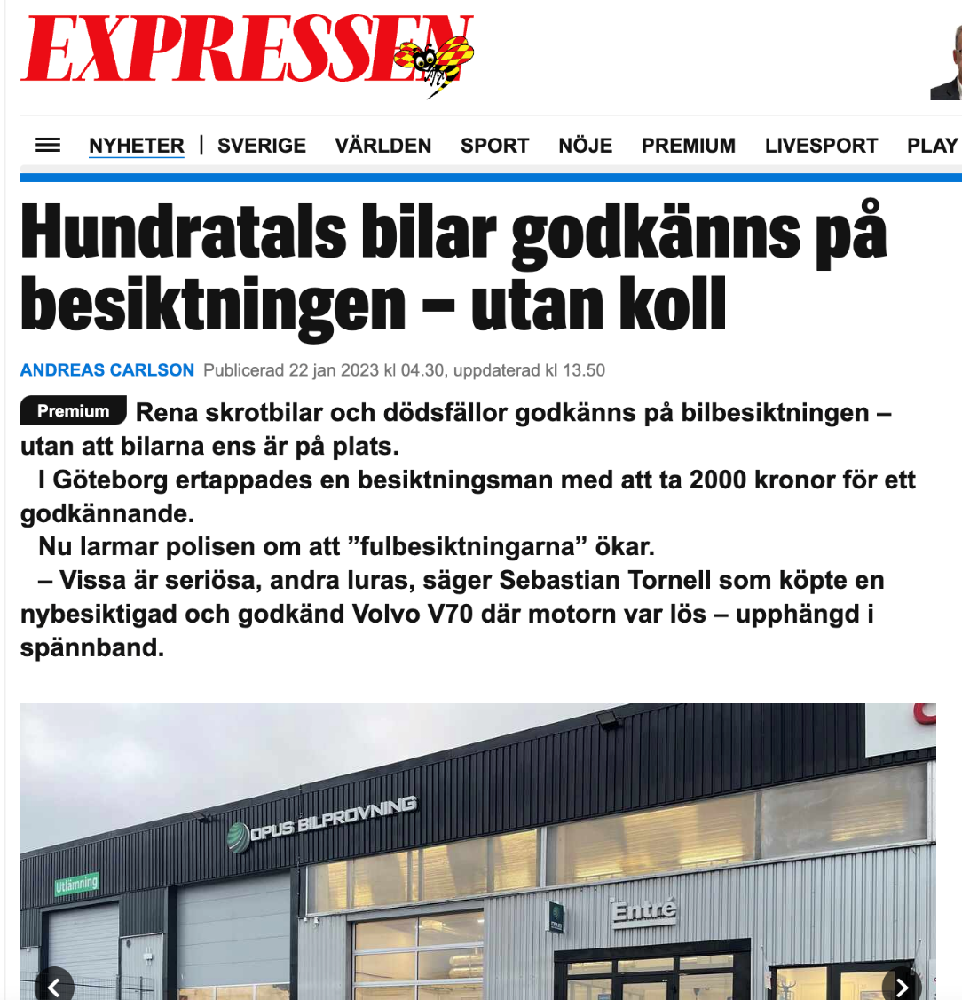 EXPRESSEN
NYHETER | SVERIGE VÄRLDEN SPORT NÖJE PREMIUM LIVESPORT PLAY
Hundratals bilar godkänns på
besiktningen – utan koll
ANDREAS CARLSON Publicerad 22 jan 2023 kl 04.30, uppdaterad kl 13.50
Premium Rena skrotbilar och dödsfällor godkänns på bilbesiktningen –
utan att bilarna ens är på plats.
I Göteborg ertappades en besiktningsman med att ta 2000 kronor för ett
godkännande.
Nu larmar polisen om att ”fulbesiktningarna” ökar.
– Vissa är seriösa, andra luras, säger Sebastian Tornell som köpte en
nybesiktigad och godkänd Volvo V70 där motorn var lös – upphängd i
spännband.
OPUS BILPROVNING
Utlämning
Entré
OPUS